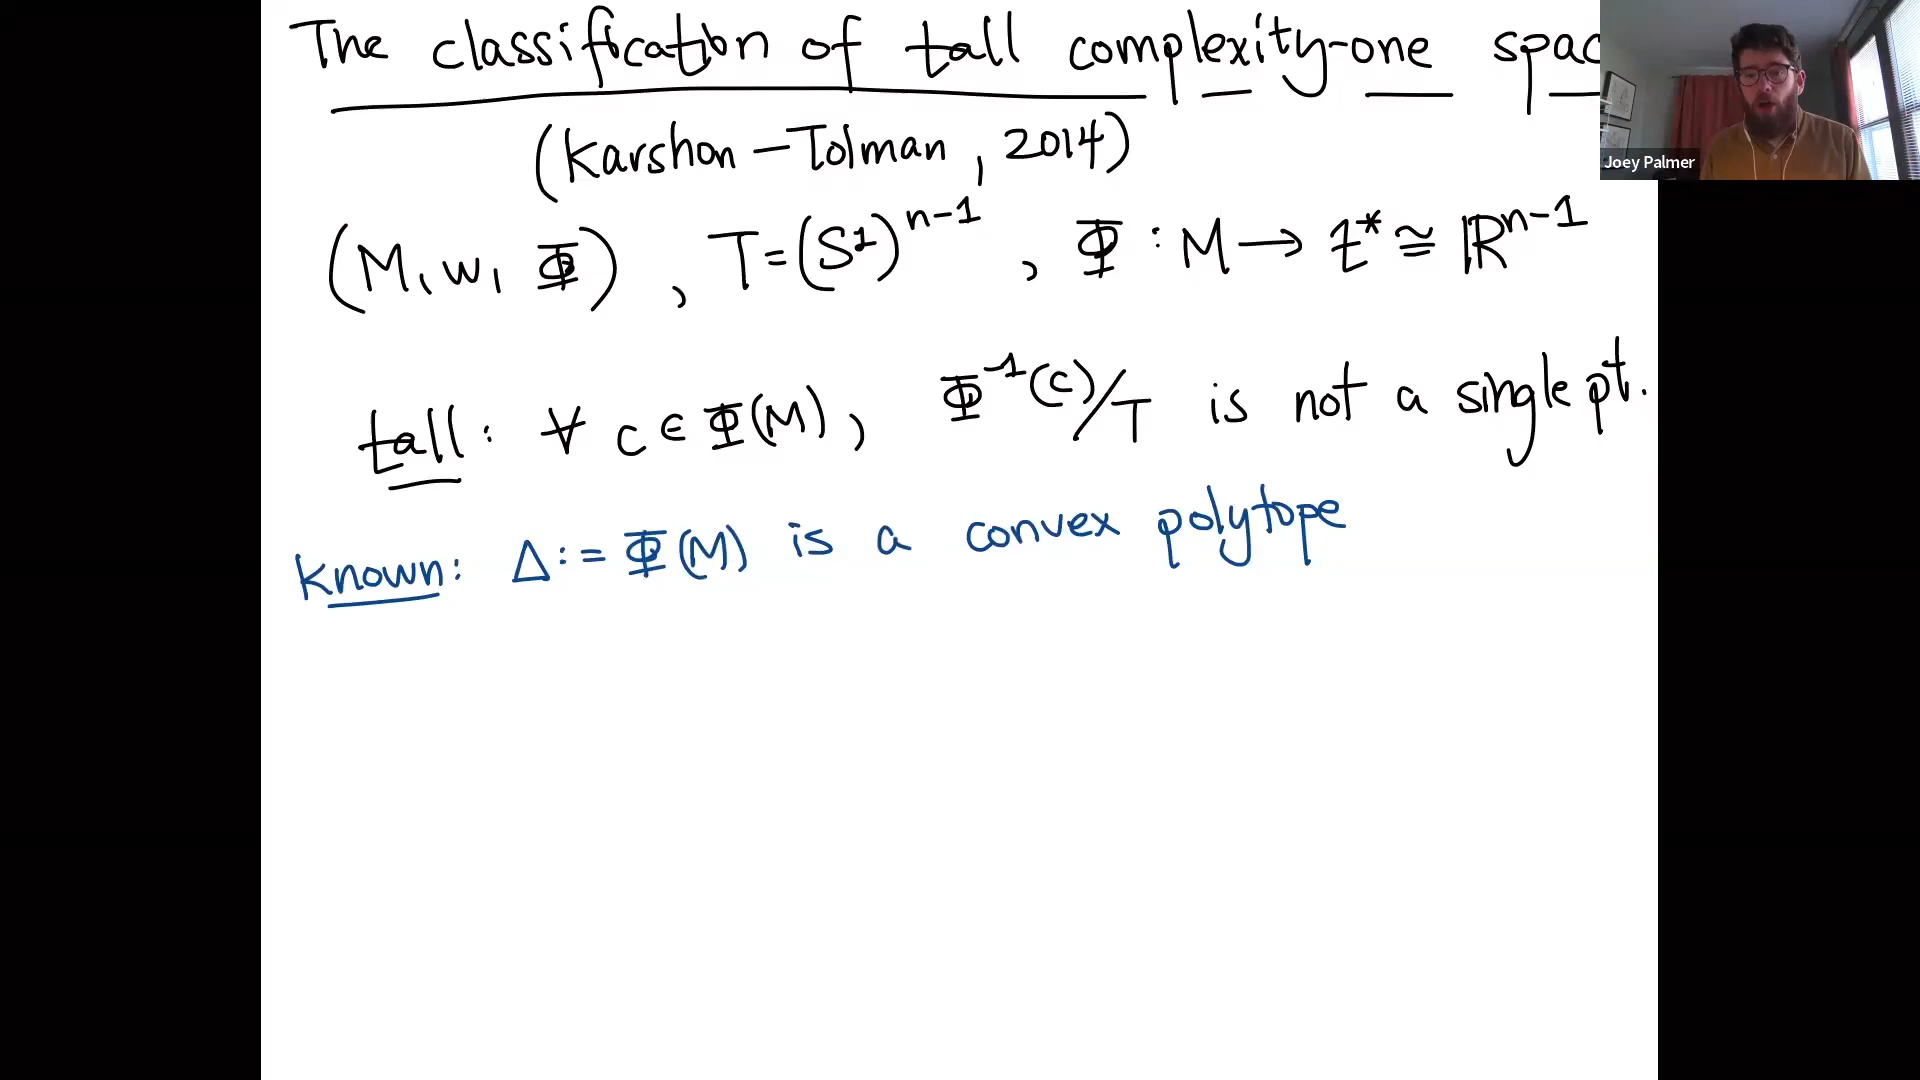 The classification of tall complexity-one spac
(Karshon – Tolman, 2014)
(M, ω, Φ), T = (S¹)ⁿ⁻¹, Φ : M → t* ≅ ℝⁿ⁻¹
tall: ∀ c ∈ Φ(M), Φ⁻¹(c)/T is not a single pt.
Known: Δ := Φ(M) is a convex polytope
Joey Palmer